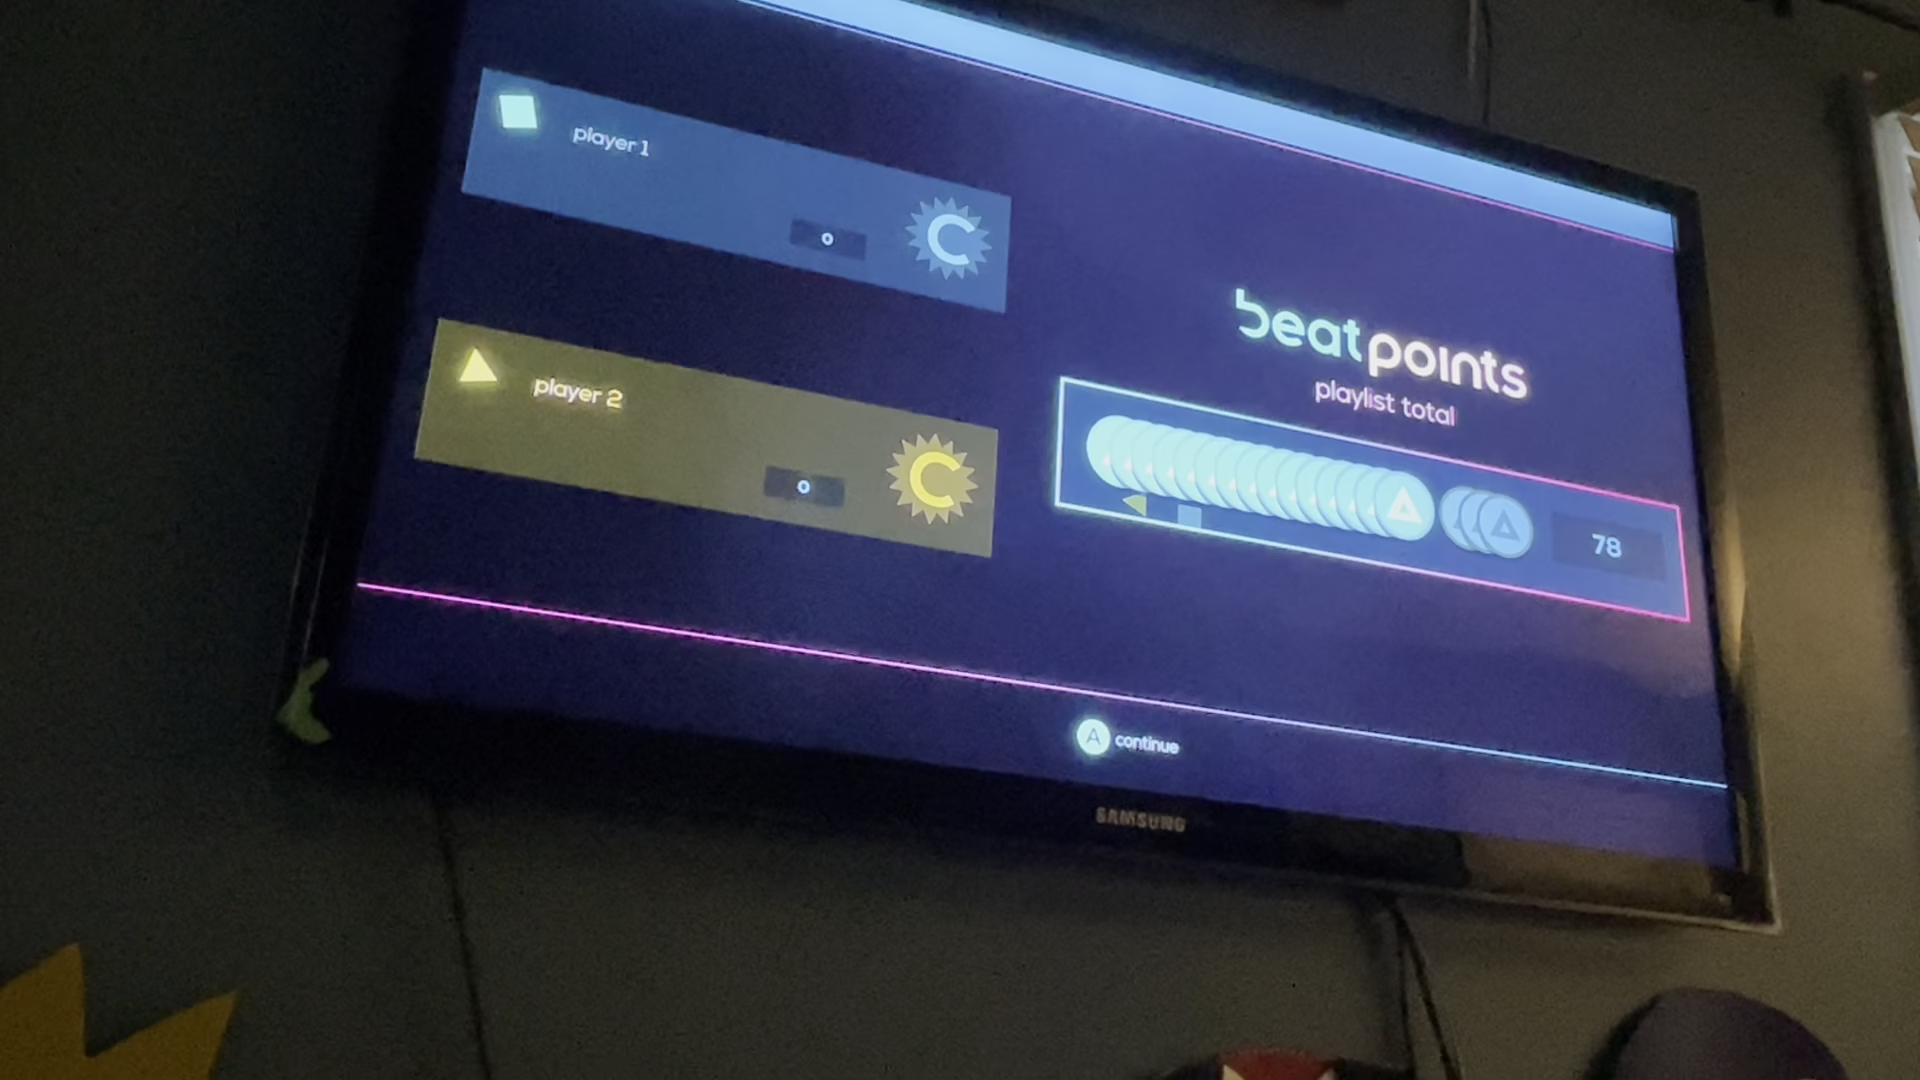 player 1
0
C
player 2
0
C
beatpoints
playlist total
78
A continue
SAMSUNG